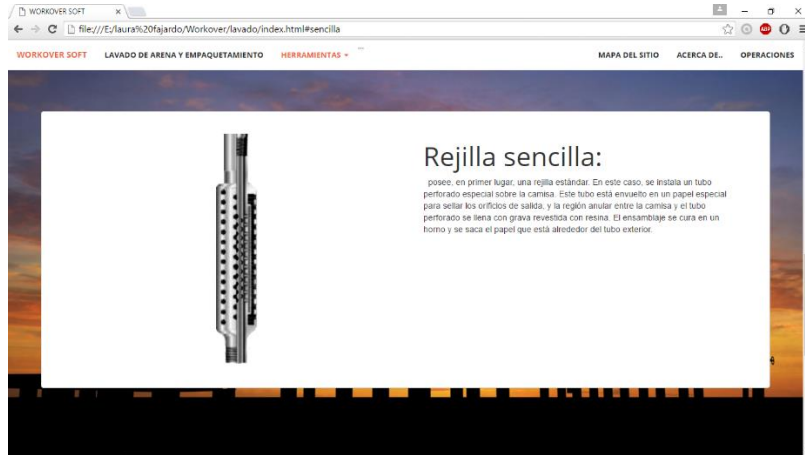 WORKOVER SOFT
file:///E:/laura%20fajardo/Workover/lavado/index.html#sencilla
WORKOVER SOFT LAVADO DE ARENA Y EMPAQUETAMIENTO HERRAMIENTAS MAPA DEL SITIO ACERCA DE.. OPERACIONES
Rejilla sencilla:
posee, en primer lugar, una rejilla estándar. En este caso, se instala un tubo
perforado especial sobre la camisa. Este tubo está envuelto en un papel especial
para sellar los orificios de salida, y la región anular entre la camisa y el tubo
perforado se llena con grava revestida con resina. El ensamblaje se cura en un
horno y se saca el papel que está alrededor del tubo exterior.